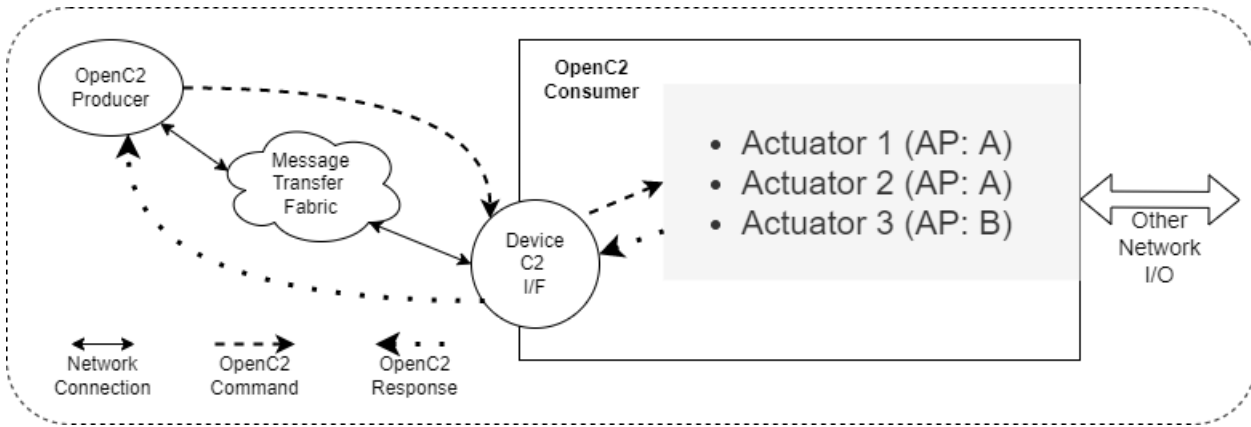 OpenC2
Producer
OpenC2
Consumer
Message
Transfer
Fabric
• Actuator 1 (AP: A)
• Actuator 2 (AP: A)
• Actuator 3 (AP: B)
Device
C2
I/F
Other
Network
I/O
Network
Connection
OpenC2
Command
OpenC2
Response